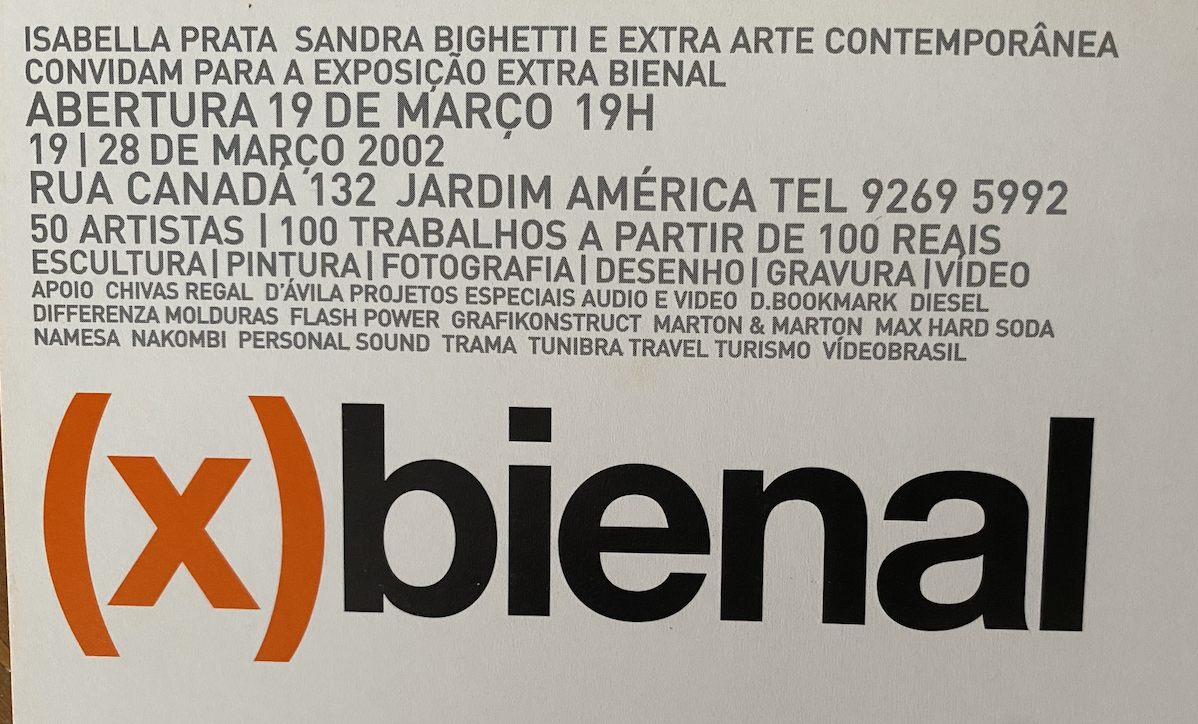 ISABELLA PRATA SANDRA BIGHETTI E EXTRA ARTE CONTEMPORÂNEA
CONVIDAM PARA A EXPOSIÇÃO EXTRA BIENAL
ABERTURA 19 DE MARÇO 19H
19 | 28 DE MARÇO 2002
RUA CANADÁ 132 JARDIM AMÉRICA TEL 9269 5992
50 ARTISTAS | 100 TRABALHOS A PARTIR DE 100 REAIS
ESCULTURA | PINTURA | FOTOGRAFIA | DESENHO | GRAVURA | VÍDEO
APOIO CHIVAS REGAL D'ÁVILA PROJETOS ESPECIAIS AUDIO E VIDEO D.BOOKMARK DIESEL
DIFFERENZA MOLDURAS FLASH POWER GRAFIKONSTRUCT MARTON & MARTON MAX HARD SODA
NAMESA NAKOMBI PERSONAL SOUND TRAMA TUNIBRA TRAVEL TURISMO VÍDEOBRASIL
(x)bienal